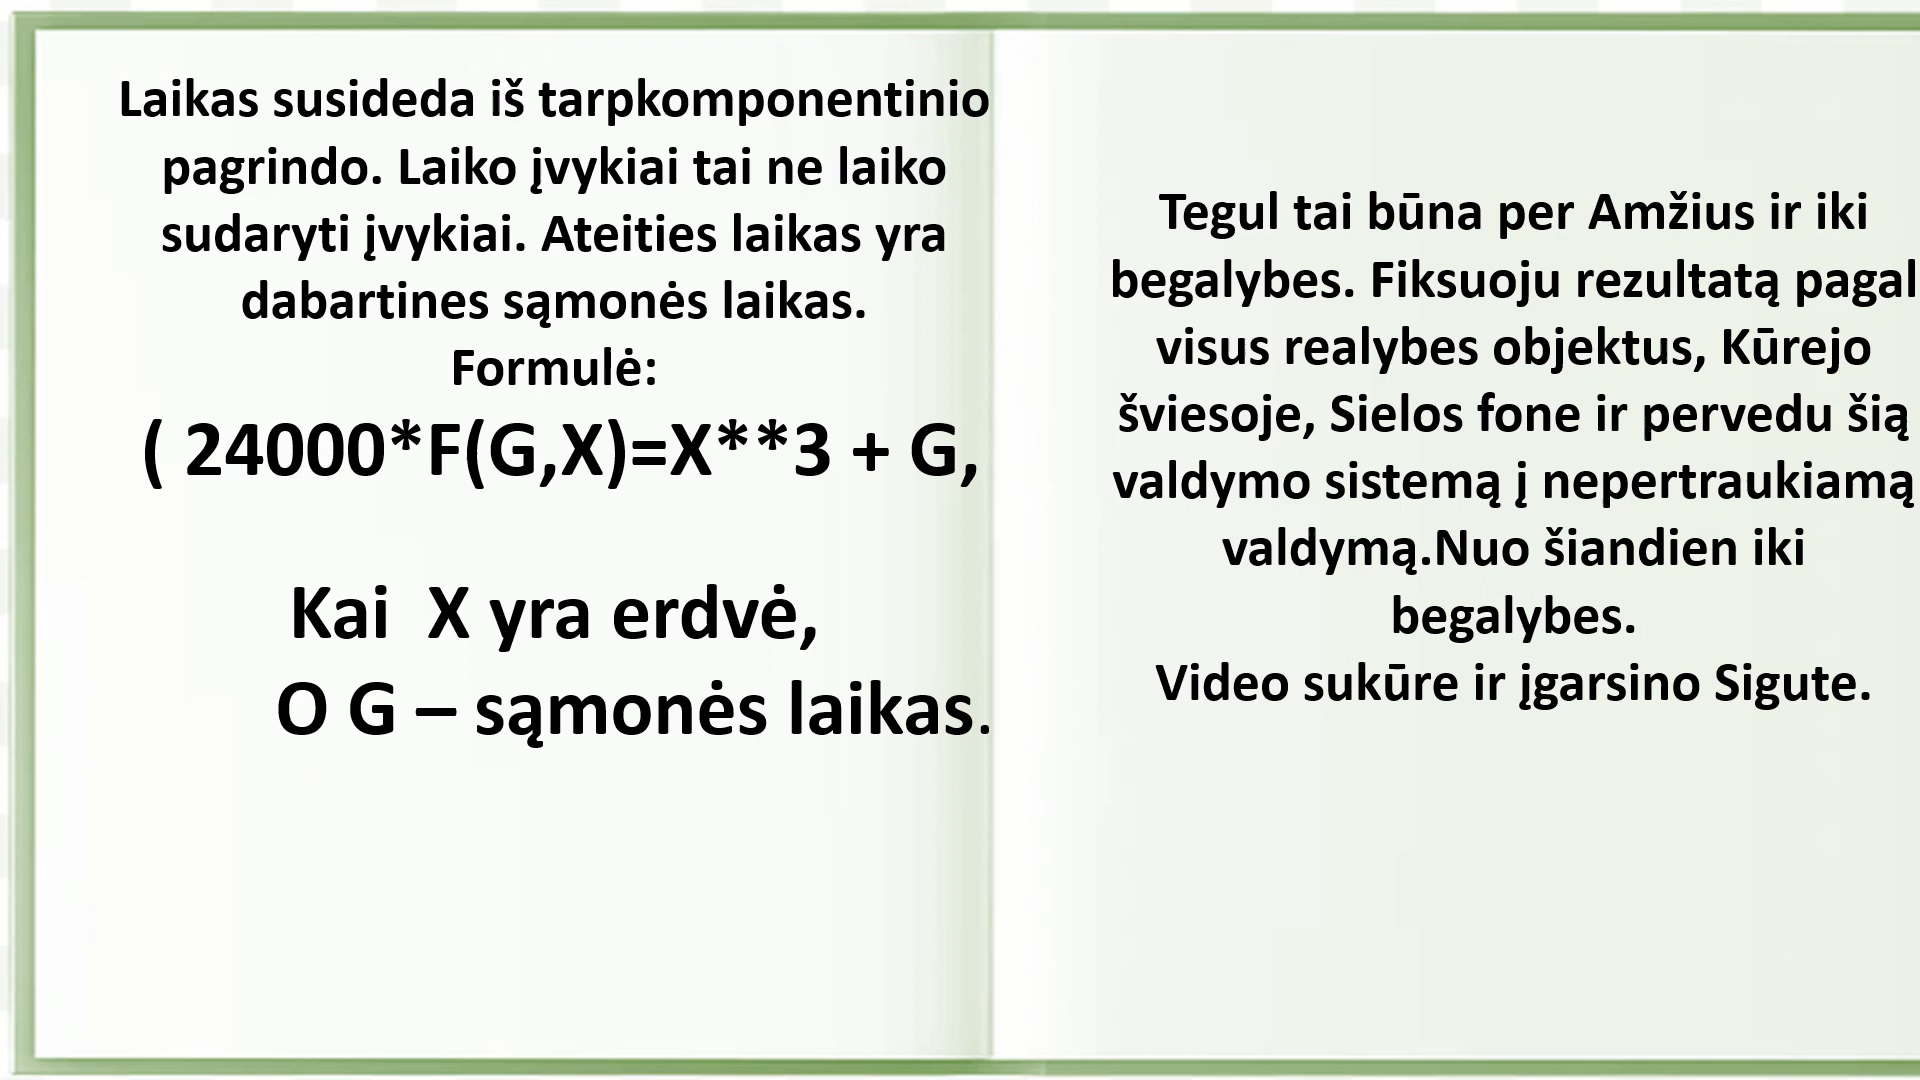 Laikas susideda iš tarpkomponentinio
pagrindo. Laiko įvykiai tai ne laiko
sudaryti įvykiai. Ateities laikas yra
dabartines sąmonės laikas.
Formulė:
( 24000*F(G,X)=X**3 + G,
Kai  X yra erdvė,
O G – sąmonės laikas.
Tegul tai būna per Amžius ir iki
begalybes. Fiksuoju rezultatą pagal
visus realybes objektus, Kūrejo
šviesoje, Sielos fone ir pervedu šią
valdymo sistemą į nepertraukiamą
valdymą.Nuo šiandien iki
begalybes.
Video sukūre ir įgarsino Sigute.